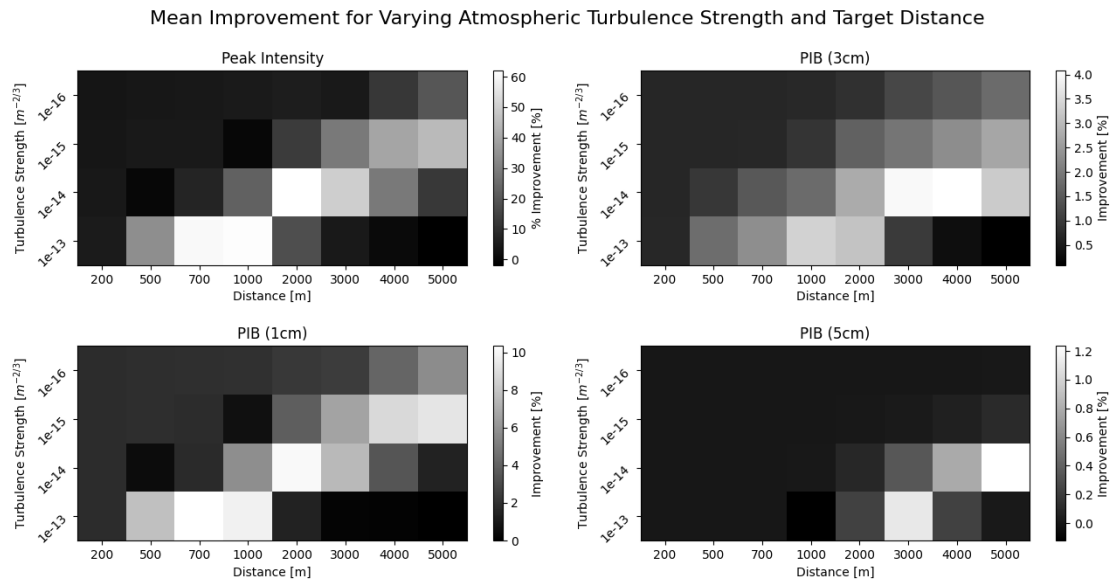 Mean Improvement for Varying Atmospheric Turbulence Strength and Target Distance
Peak Intensity
Turbulence Strength [m^{-2/3}]
1e-16
1e-15
1e-14
1e-13
200 500 700 1000 2000 3000 4000 5000
Distance [m]
60
50
40
30
20
10
0
% Improvement [%]
PIB (3cm)
Turbulence Strength [m^{-2/3}]
1e-16
1e-15
1e-14
1e-13
200 500 700 1000 2000 3000 4000 5000
Distance [m]
4.0
3.5
3.0
2.5
2.0
1.5
1.0
0.5
Improvement [%]
PIB (1cm)
Turbulence Strength [m^{-2/3}]
1e-16
1e-15
1e-14
1e-13
200 500 700 1000 2000 3000 4000 5000
Distance [m]
10
8
6
4
2
0
Improvement [%]
PIB (5cm)
Turbulence Strength [m^{-2/3}]
1e-16
1e-15
1e-14
1e-13
200 500 700 1000 2000 3000 4000 5000
Distance [m]
1.2
1.0
0.8
0.6
0.4
0.2
0.0
Improvement [%]